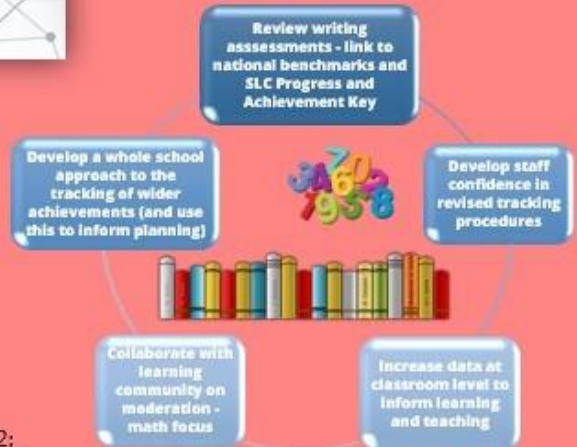 Review writing
asssessments - link to
national benchmarks and
SLC Progress and
Achievement Key
Develop a whole school
approach to the
tracking of wider
achievements (and use
this to inform planning)
Develop staff
confidence in
revised tracking
procedures
Collaborate with
learning
community on
moderation -
math focus
Increase data at
classroom level to
inform learning
and teaching
2: